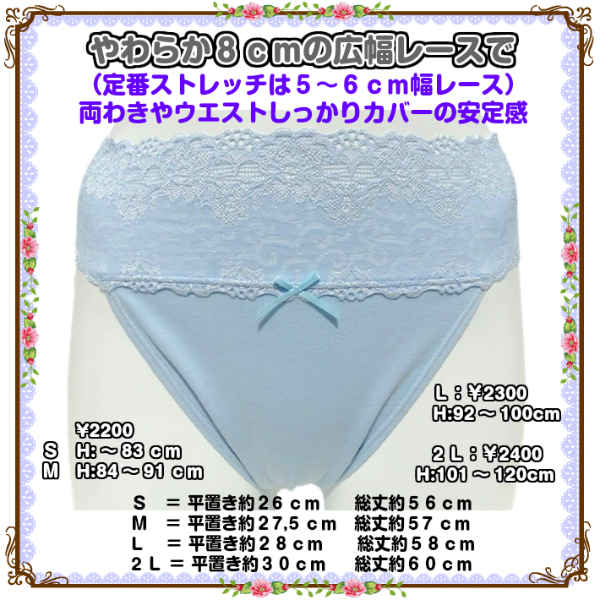 やわらか８ｃｍの広幅レースで
（定番ストレッチは５～６ｃｍ幅レース）
両わきやウエストしっかりカバーの安定感
¥2200
S H:～83 cm
M H:84～91 cm
L：¥2300
H:92～100cm
２L：¥2400
H:101～120cm
S ＝平置き約２６ｃｍ 総丈約５６ｃｍ
M ＝平置き約２７,５ｃｍ 総丈約５７ｃｍ
L ＝平置き約２８ｃｍ 総丈約５８ｃｍ
２L ＝平置き約３０ｃｍ 総丈約６０ｃｍ